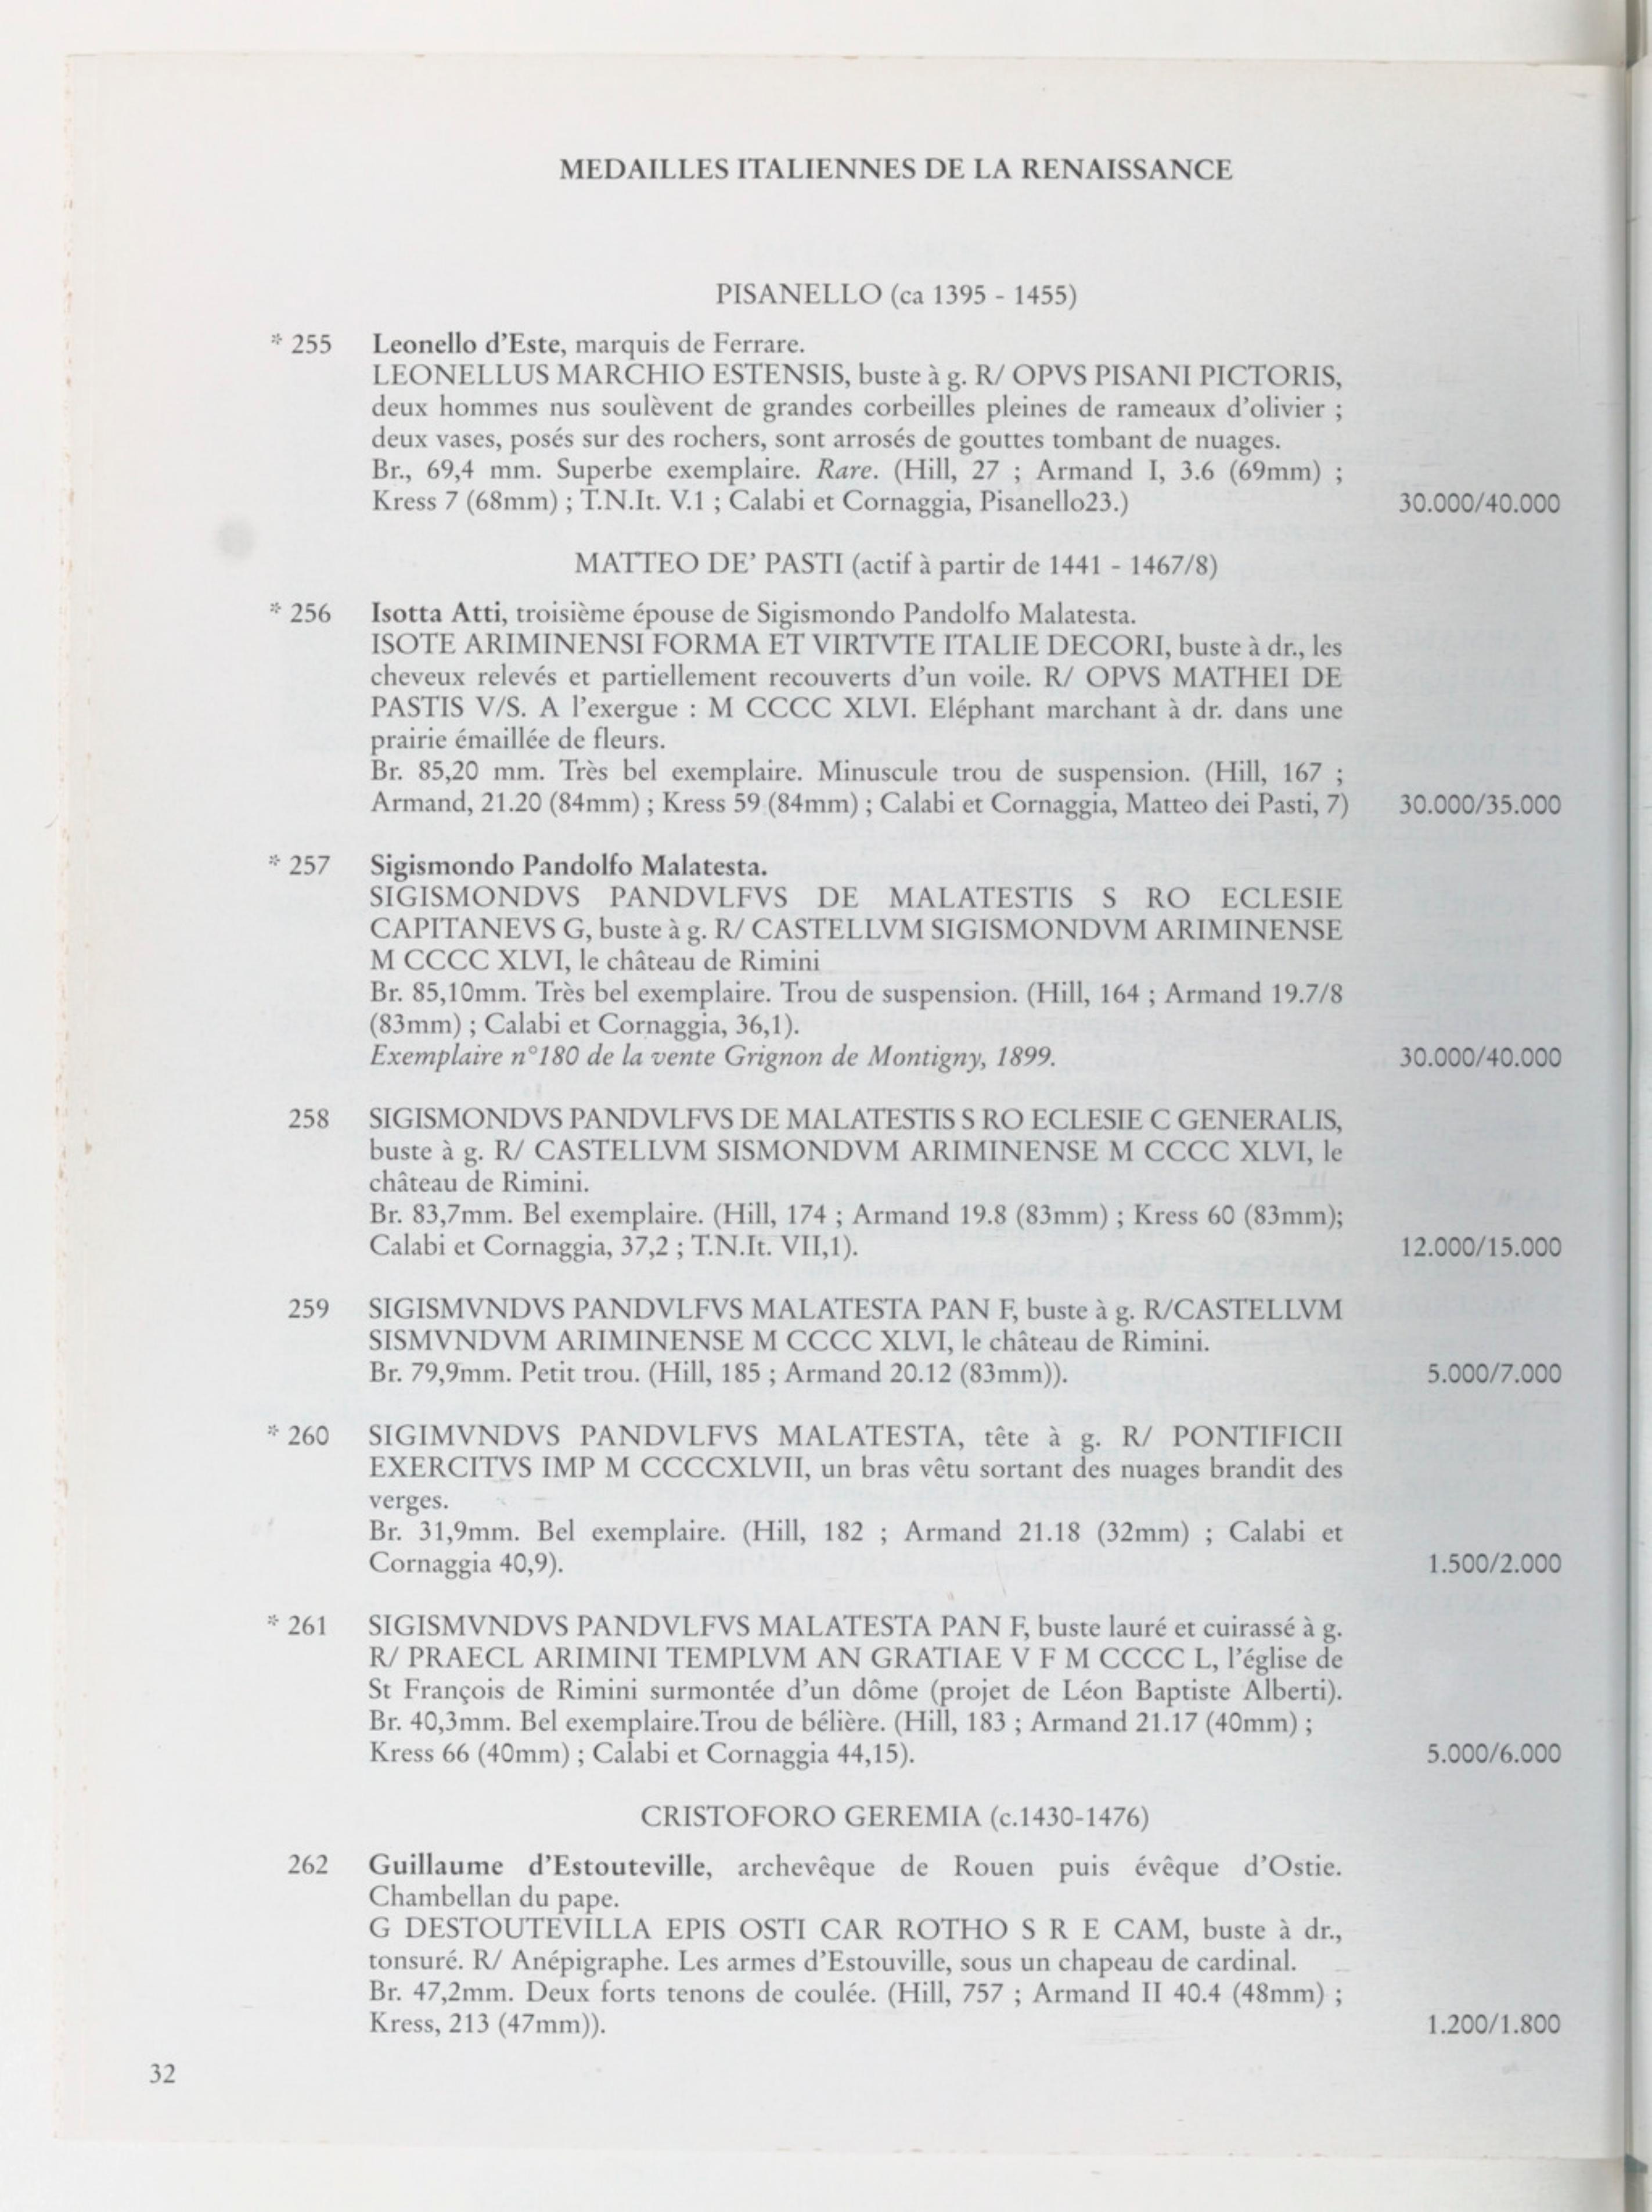 MEDAILLES ITALIENNES DE LA RENAISSANCE
PISANELLO (ca 1395 - 1455)
* 255 Leonello d'Este, marquis de Ferrare.
LEONELLUS MARCHIO ESTENSIS, buste à g. R/ OPVS PISANI PICTORIS,
deux hommes nus soulèvent de grandes corbeilles pleines de rameaux d'olivier ;
deux vases, posés sur des rochers, sont arrosés de gouttes tombant de nuages.
Br., 69,4 mm. Superbe exemplaire. Rare. (Hill, 27 ; Armand I, 3.6 (69mm) ;
Kress 7 (68mm) ; T.N.It. V.1 ; Calabi et Cornaggia, Pisanello23.) 30.000/40.000
MATTEO DE' PASTI (actif à partir de 1441 - 1467/8)
* 256 Isotta Atti, troisième épouse de Sigismondo Pandolfo Malatesta.
ISOTE ARIMINENSI FORMA ET VIRTVTE ITALIE DECORI, buste à dr., les
cheveux relevés et partiellement recouverts d'un voile. R/ OPVS MATHEI DE
PASTIS V/S. A l'exergue : M CCCC XLVI. Eléphant marchant à dr. dans une
prairie émaillée de fleurs.
Br. 85,20 mm. Très bel exemplaire. Minuscule trou de suspension. (Hill, 167 ;
Armand, 21.20 (84mm) ; Kress 59 (84mm) ; Calabi et Cornaggia, Matteo dei Pasti, 7) 30.000/35.000
* 257 Sigismondo Pandolfo Malatesta.
SIGISMONDVS PANDVLFVS DE MALATESTIS S RO ECLESIE
CAPITANEVS G, buste à g. R/ CASTELLVM SIGISMONDVM ARIMINENSE
M CCCC XLVI, le château de Rimini
Br. 85,10mm. Très bel exemplaire. Trou de suspension. (Hill, 164 ; Armand 19.7/8
(83mm) ; Calabi et Cornaggia, 36,1).
Exemplaire n°180 de la vente Grignon de Montigny, 1899. 30.000/40.000
258 SIGISMONDVS PANDVLFVS DE MALATESTIS S RO ECLESIE C GENERALIS,
buste à g. R/ CASTELLVM SISMONDVM ARIMINENSE M CCCC XLVI, le
château de Rimini.
Br. 83,7mm. Bel exemplaire. (Hill, 174 ; Armand 19.8 (83mm) ; Kress 60 (83mm);
Calabi et Cornaggia, 37,2 ; T.N.It. VII,1). 12.000/15.000
259 SIGISMVNDVS PANDVLFVS MALATESTA PAN F, buste à g. R/CASTELLVM
SISMVNDVM ARIMINENSE M CCCC XLVI, le château de Rimini.
Br. 79,9mm. Petit trou. (Hill, 185 ; Armand 20.12 (83mm)). 5.000/7.000
* 260 SIGIMVNDVS PANDVLFVS MALATESTA, tête à g. R/ PONTIFICII
EXERCITVS IMP M CCCCXLVII, un bras vêtu sortant des nuages brandit des
verges.
Br. 31,9mm. Bel exemplaire. (Hill, 182 ; Armand 21.18 (32mm) ; Calabi et
Cornaggia 40,9). 1.500/2.000
* 261 SIGISMVNDVS PANDVLFVS MALATESTA PAN F, buste lauré et cuirassé à g.
R/ PRAECL ARIMINI TEMPLVM AN GRATIAE V F M CCCC L, l'église de
St François de Rimini surmontée d'un dôme (projet de Léon Baptiste Alberti).
Br. 40,3mm. Bel exemplaire.Trou de bélière. (Hill, 183 ; Armand 21.17 (40mm) ;
Kress 66 (40mm) ; Calabi et Cornaggia 44,15). 5.000/6.000
CRISTOFORO GEREMIA (c.1430-1476)
262 Guillaume d'Estouteville, archevêque de Rouen puis évêque d'Ostie.
Chambellan du pape.
G DESTOUTEVILLA EPIS OSTI CAR ROTHO S R E CAM, buste à dr.,
tonsuré. R/ Anépigraphe. Les armes d'Estouville, sous un chapeau de cardinal.
Br. 47,2mm. Deux forts tenons de coulée. (Hill, 757 ; Armand II 40.4 (48mm) ;
Kress, 213 (47mm)). 1.200/1.800
32